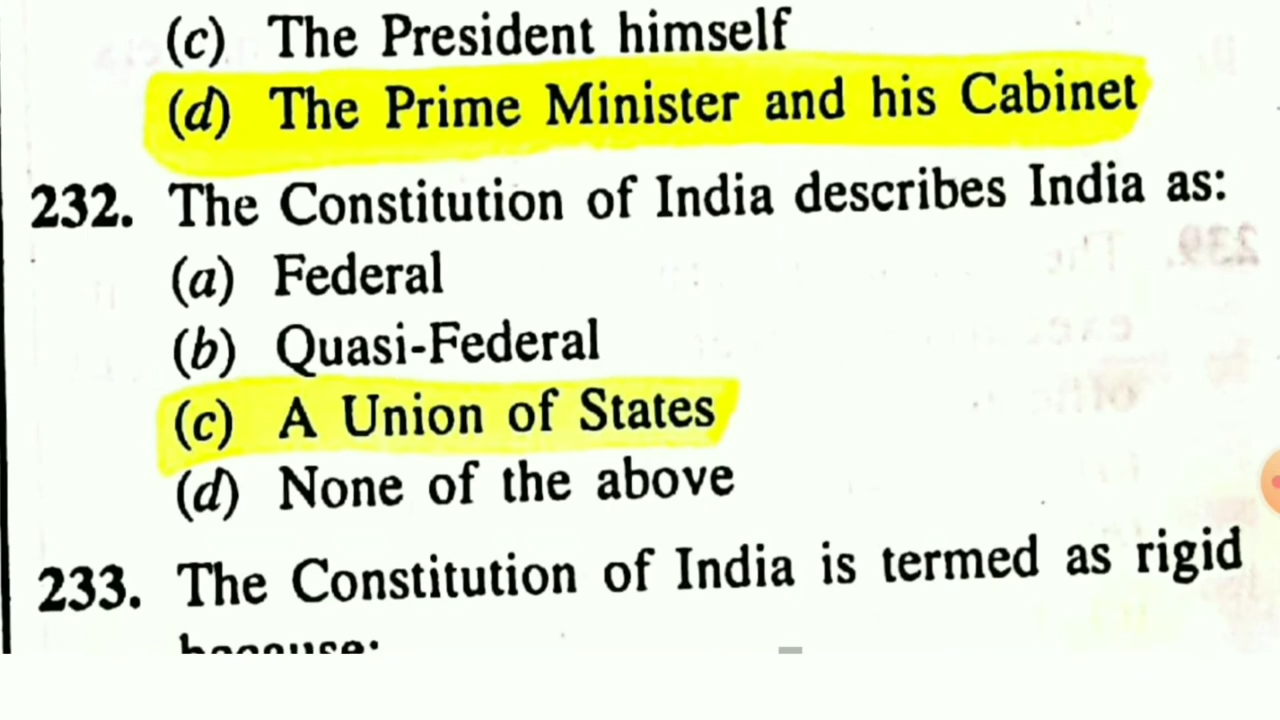 (c) The President himself
(d) The Prime Minister and his Cabinet
232. The Constitution of India describes India as:
(a) Federal
(b) Quasi-Federal
(c) A Union of States
(d) None of the above
233. The Constitution of India is termed as rigid
because: